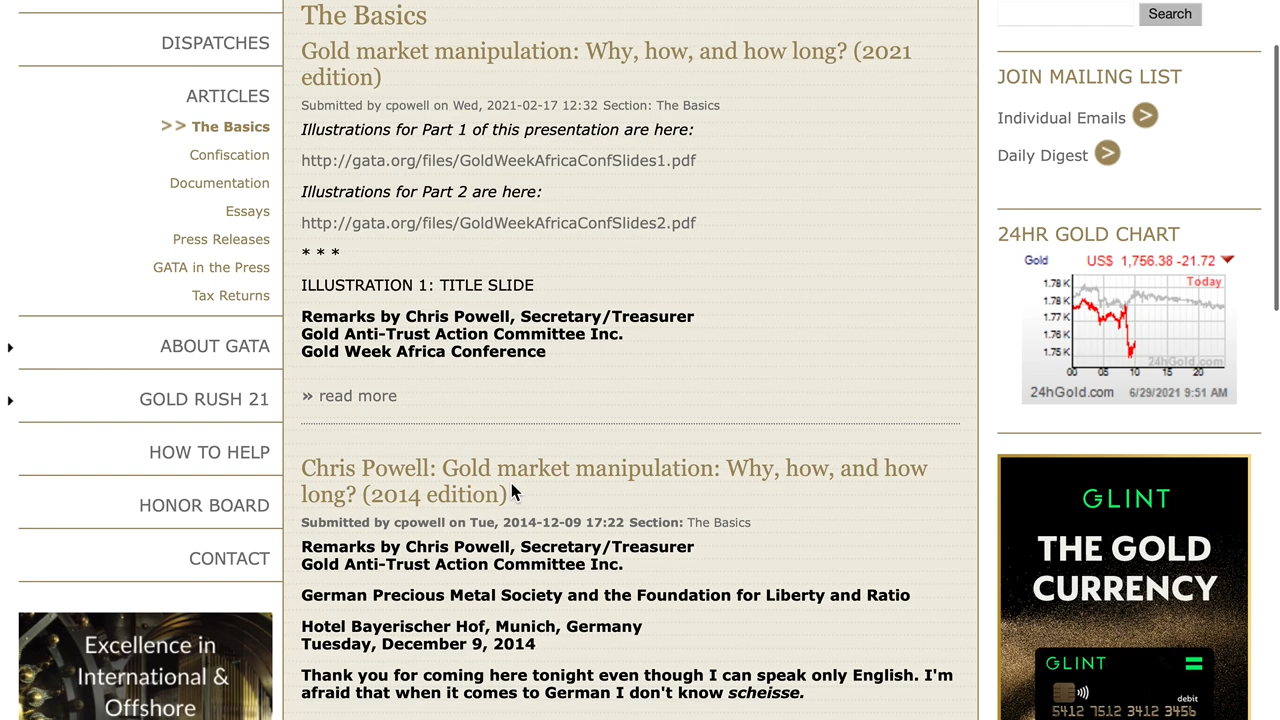 DISPATCHES
ARTICLES
>> The Basics
Confiscation
Documentation
Essays
Press Releases
GATA in the Press
Tax Returns
ABOUT GATA
GOLD RUSH 21
HOW TO HELP
HONOR BOARD
CONTACT
Excellence in
International &
Offshore
The Basics
Gold market manipulation: Why, how, and how long? (2021
edition)
Submitted by cpowell on Wed, 2021-02-17 12:32 Section: The Basics
Illustrations for Part 1 of this presentation are here:
http://gata.org/files/GoldWeekAfricaConfSlides1.pdf
Illustrations for Part 2 are here:
http://gata.org/files/GoldWeekAfricaConfSlides2.pdf
* * *
ILLUSTRATION 1: TITLE SLIDE
Remarks by Chris Powell, Secretary/Treasurer
Gold Anti-Trust Action Committee Inc.
Gold Week Africa Conference
» read more
Chris Powell: Gold market manipulation: Why, how, and how
long? (2014 edition)
Submitted by cpowell on Tue, 2014-12-09 17:22 Section: The Basics
Remarks by Chris Powell, Secretary/Treasurer
Gold Anti-Trust Action Committee Inc.
German Precious Metal Society and the Foundation for Liberty and Ratio
Hotel Bayerischer Hof, Munich, Germany
Tuesday, December 9, 2014
Thank you for coming here tonight even though I can speak only English. I'm
afraid that when it comes to German I don't know scheisse.
Search
JOIN MAILING LIST
Individual Emails >
Daily Digest >
24HR GOLD CHART
Gold US$ 1,756.38 -21.72
Today
1.78 K
1.78 K
1.77 K
1.76 K
1.75 K
00 05 10 15 20
24hGold.com
24hGold.com 6/29/2021 9:51 AM
GLINT
THE GOLD
CURRENCY
GLINT
debit
5412 7512 3412 3456